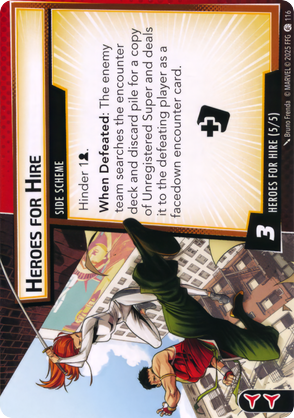 HEROES FOR HIRE
SIDE SCHEME
Hinder 1.
When Defeated: The enemy
team searches the encounter
deck and discard pile for a copy
of Unregistered Super and deals
it to the defeating player as a
facedown encounter card.
3
HEROES FOR HIRE (5/5)
Bruno Frenda © MARVEL © 2025 FFG 116